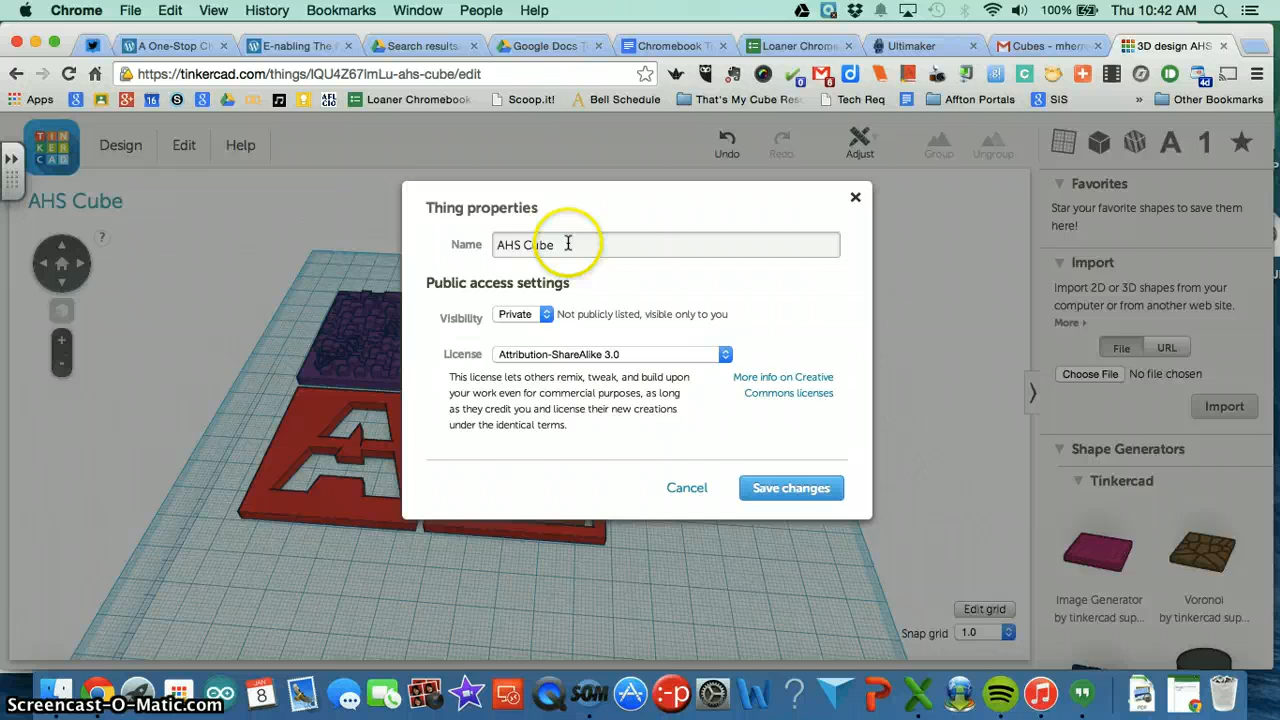 Chrome File Edit View History Bookmarks Window People Help 100% Thu 10:42 AM
A One-Stop C E-nabling The Search results Google Docs T Chromebook T Loaner Chrome Ultimaker Cubes - mherre 3D design AHS
https://tinkercad.com/things/lQU4Z67lmLu-ahs-cube/edit
Apps Loaner Chromebook Scoop.it! Bell Schedule That's My Cube Res Tech Req Affton Portals SIS » Other Bookmarks
TIN
KER
CAD
Design Edit Help Undo Redo Adjust Group Ungroup
AHS Cube
?
+
-
Thing properties
Name AHS Cube
Public access settings
Visibility Private Not publicly listed, visible only to you
License Attribution-ShareAlike 3.0
This license lets others remix, tweak, and build upon
your work even for commercial purposes, as long
as they credit you and license their new creations
under the identical terms.
More info on Creative
Commons licenses
Cancel Save changes
Favorites
Star your favorite shapes to save them
here!
Import
Import 2D or 3D shapes from your
computer or from another web site.
More
File URL
Choose File No file chosen
Import
Shape Generators
Tinkercad
Image Generator
by tinkercad sup...
Voronoi
by tinkercad sup...
Edit grid
Snap grid 1.0
JAN
8
SOM
Screencast-O-Matic.com